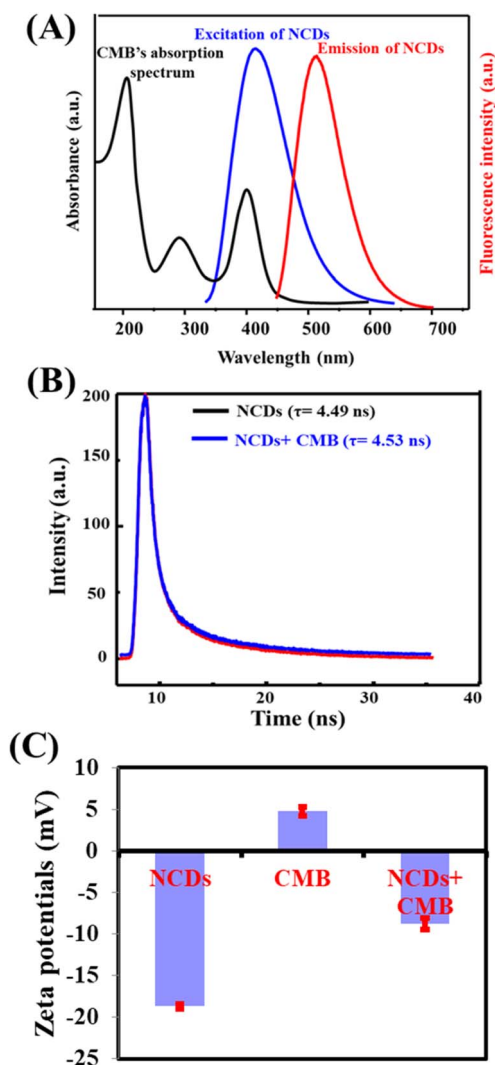 (A)
Excitation of NCDs
Emission of NCDs
CMB's absorption
spectrum
Absorbance (a.u.)
Fluorescence intensity (a.u.)
200 300 400 500 600 700
Wavelength (nm)
(B)
200
150
100
50
0
NCDs (τ= 4.49 ns)
NCDs+ CMB (τ= 4.53 ns)
Intensity (a.u.)
10 20 30 40
Time (ns)
(C)
10
5
0
-5
-10
-15
-20
-25
Zeta potentials (mV)
NCDs
CMB
NCDs+
CMB